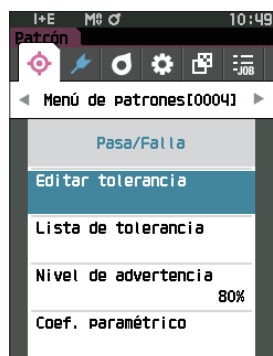 I+E M 10:49
Patrón
JOB
Menú de patrones[0004]
Pasa/Falla
Editar tolerancia
Lista de tolerancia
Nivel de advertencia
80%
Coef. paramétrico